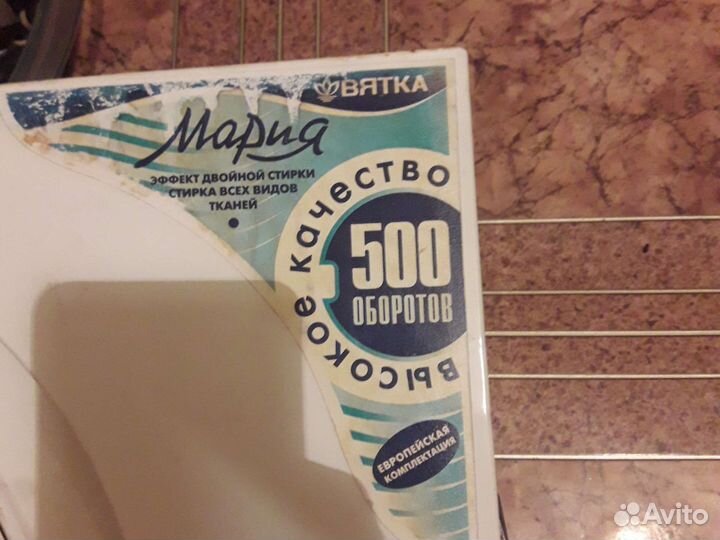 ВЯТКА
Мария
ЭФФЕКТ ДВОЙНОЙ СТИРКИ
СТИРКА ВСЕХ ВИДОВ
ТКАНЕЙ
ВЫСОКОЕ КАЧЕСТВО
500
ОБОРОТОВ
ЕВРОПЕЙСКАЯ
КОМПЛЕКТАЦИЯ
Avito